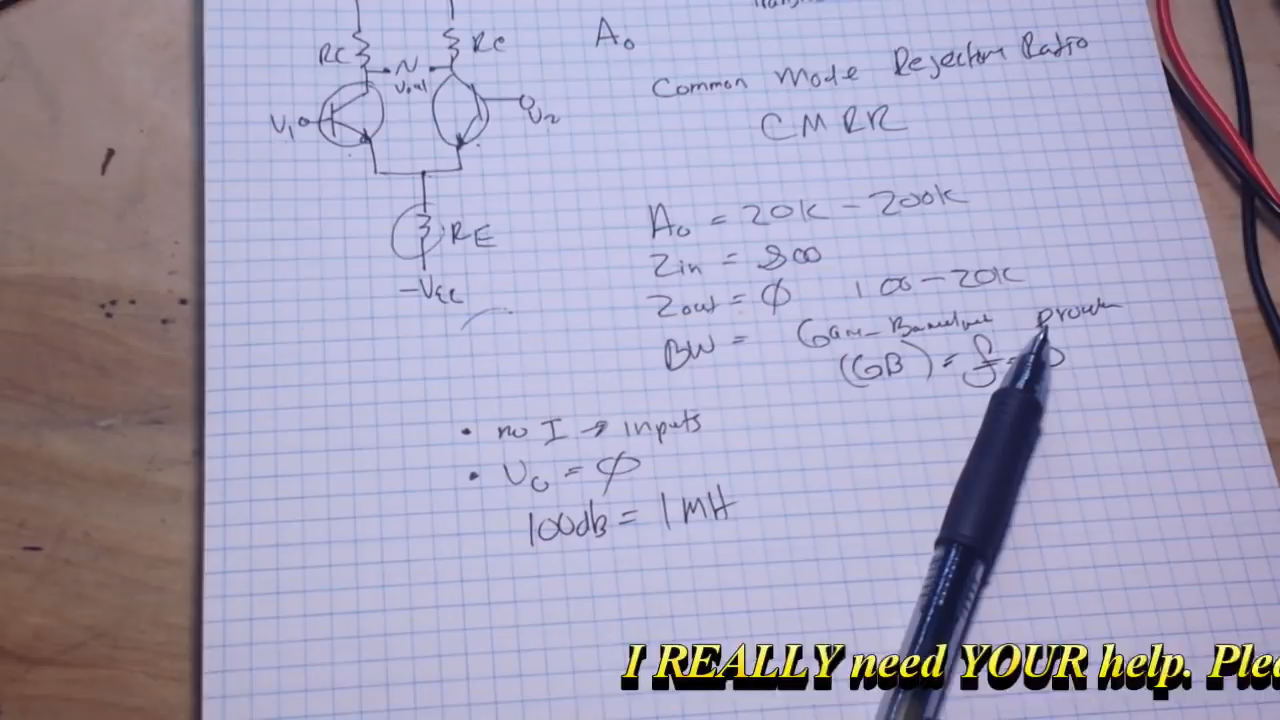 RC
RC
A₀
Vout
Common Mode Rejection Ratio
V₁
V₂
CMRR
RE
-VEE
A₀ = 20K - 200K
Zin = ∞
Zout = ∅ 100 - 20K
BW = Gain-Bandwidth Product
(GB) =
• no I → inputs
• = ∅
100db = 1MH
I REALLY need YOUR help. Plea